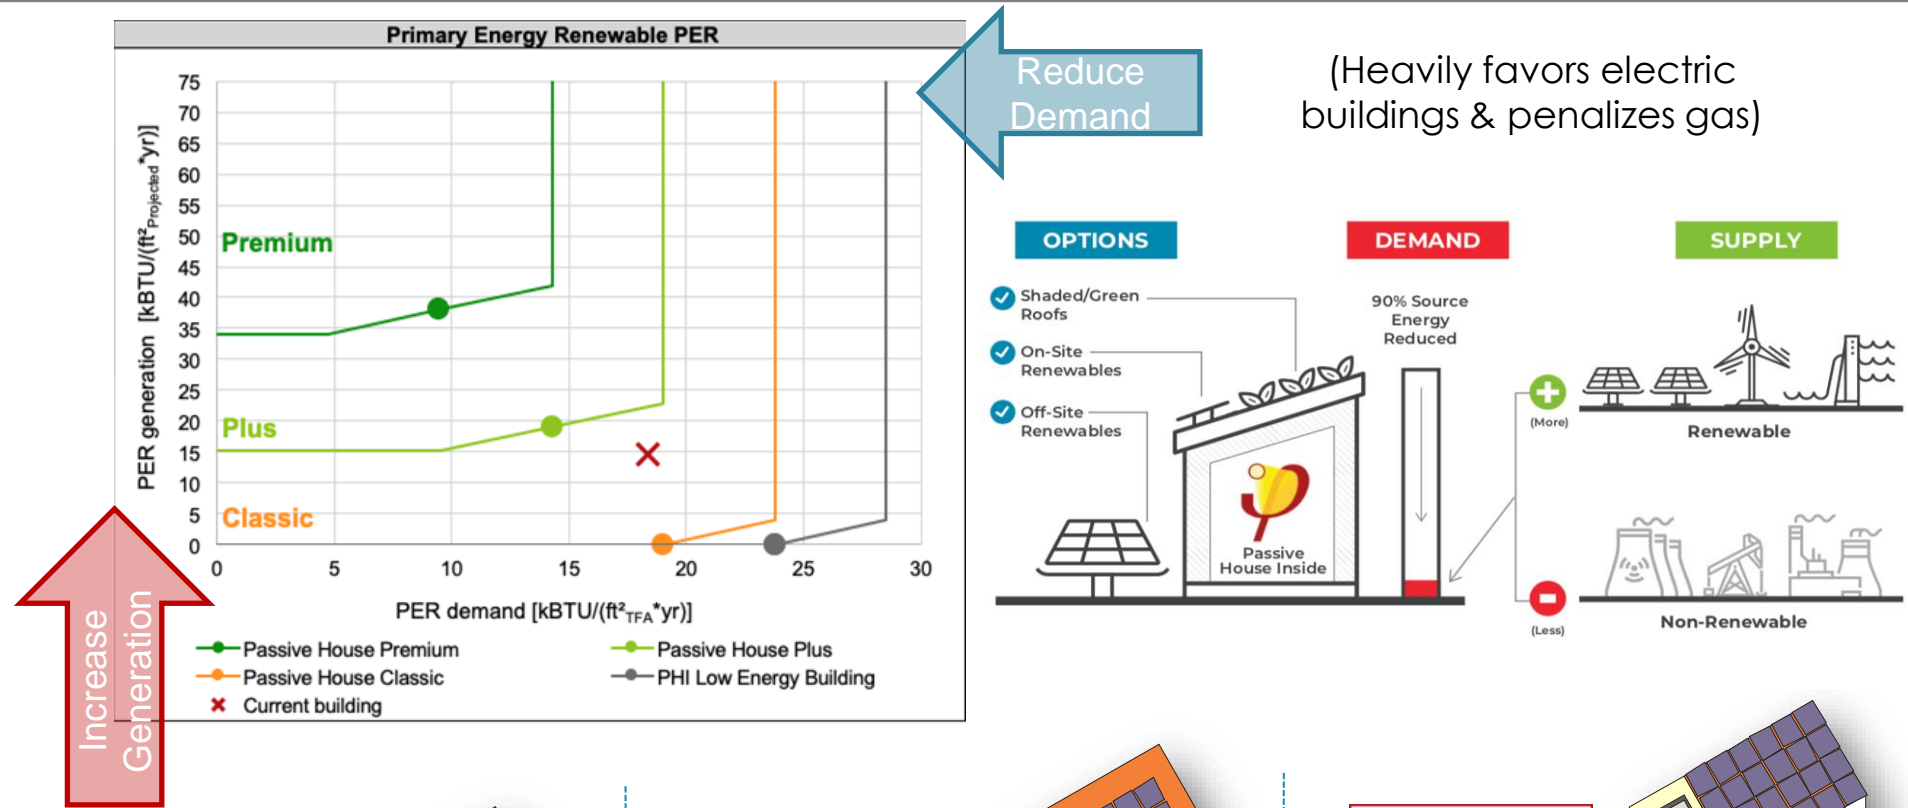 Primary Energy Renewable PER
PER generation [kBTU/(ft²Projected*yr)]
75
70
65
60
55
50
45
40
35
30
25
20
15
10
5
0
Premium
Plus
Classic
0 5 10 15 20 25 30
PER demand [kBTU/(ft²TFA*yr)]
Passive House Premium
Passive House Plus
Passive House Classic
PHI Low Energy Building
Current building
Increase
Generation
Reduce
Demand
(Heavily favors electric
buildings & penalizes gas)
OPTIONS
Shaded/Green
Roofs
On-Site
Renewables
Off-Site
Renewables
Passive
House Inside
DEMAND
90% Source
Energy
Reduced
SUPPLY
(More)
Renewable
(Less)
Non-Renewable